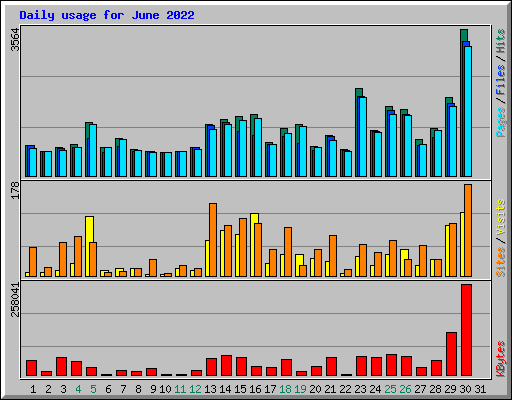 Daily usage for June 2022
3564
Pages/Files/Hits
178
Sites/Visits
258041
KBytes
1 2 3 4 5 6 7 8 9 10 11 12 13 14 15 16 17 18 19 20 21 22 23 24 25 26 27 28 29 30 31